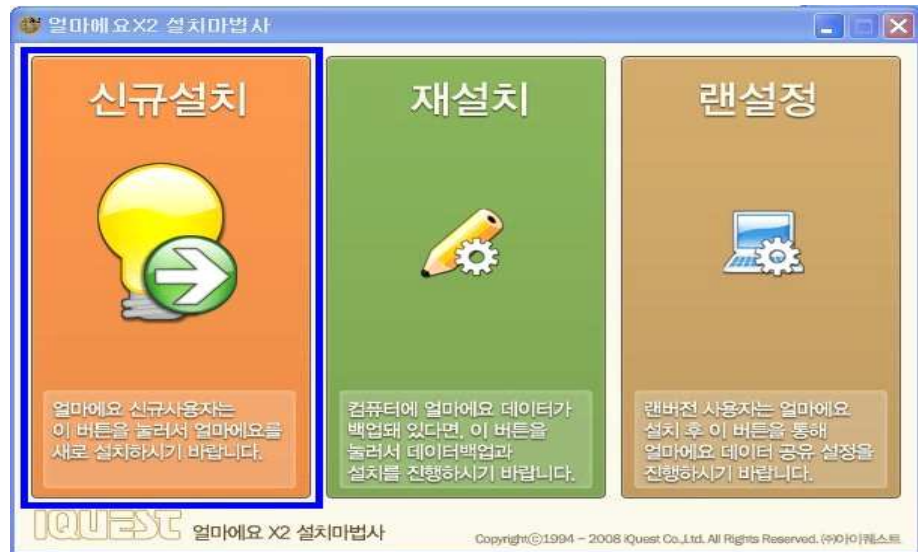 얼마에요X2 설치마법사
신규설치
얼마에요 신규사용자는
이 버튼을 눌러서 얼마에요를
새로 설치하시기 바랍니다.
재설치
컴퓨터에 얼마에요 데이터가
백업돼 있다면, 이 버튼을
눌러서 데이터백업과
설치를 진행하시기 바랍니다.
랜설정
랜버전 사용자는 얼마에요
설치 후 이 버튼을 통해
얼마에요 데이터 공유 설정을
진행하시기 바랍니다.
IQUEST 얼마에요 X2 설치마법사
Copyrightⓒ1994 - 2008 iQuest Co.,Ltd. All Rights Reserved. (주)아이퀘스트